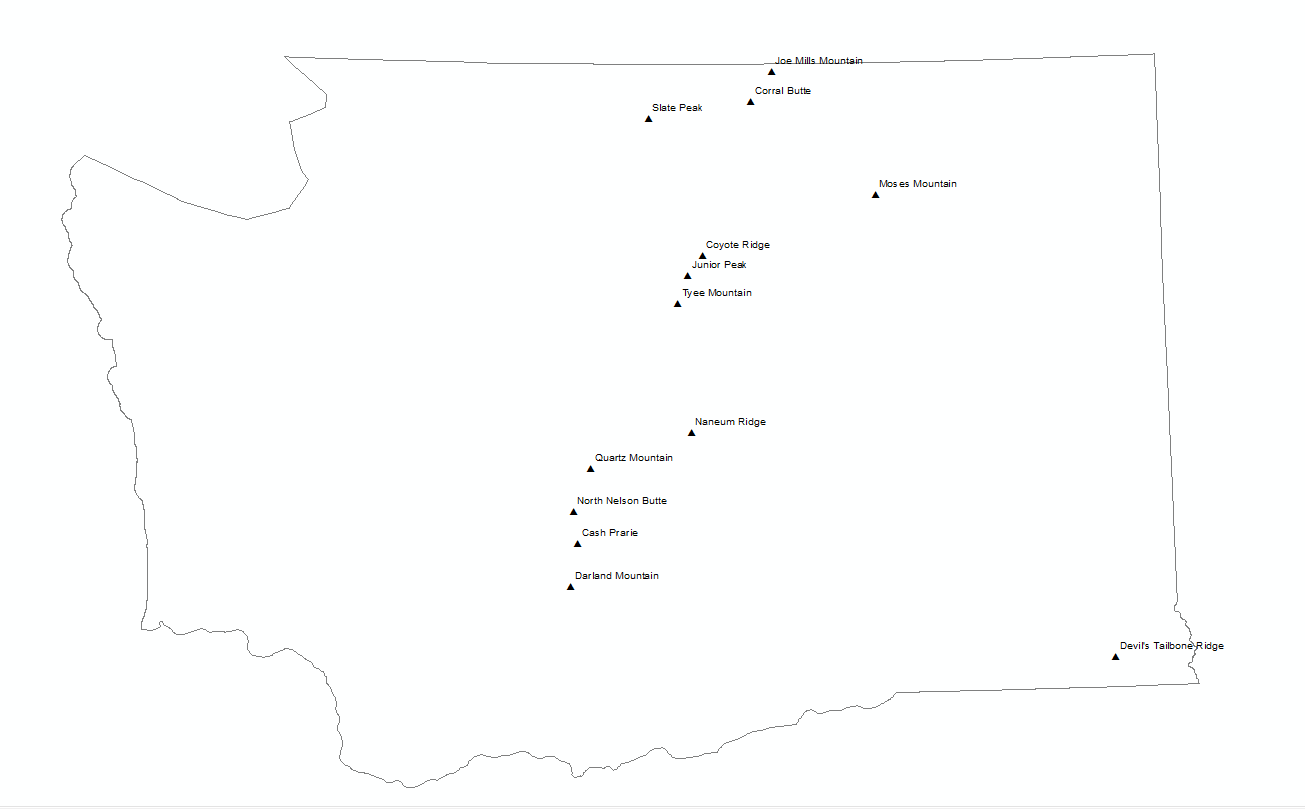 Joe Mills Mountain
Corral Butte
Slate Peak
Moses Mountain
Coyote Ridge
Junior Peak
Tyee Mountain
Naneum Ridge
Quartz Mountain
North Nelson Butte
Cash Prarie
Darland Mountain
Devil's Tailbone Ridge